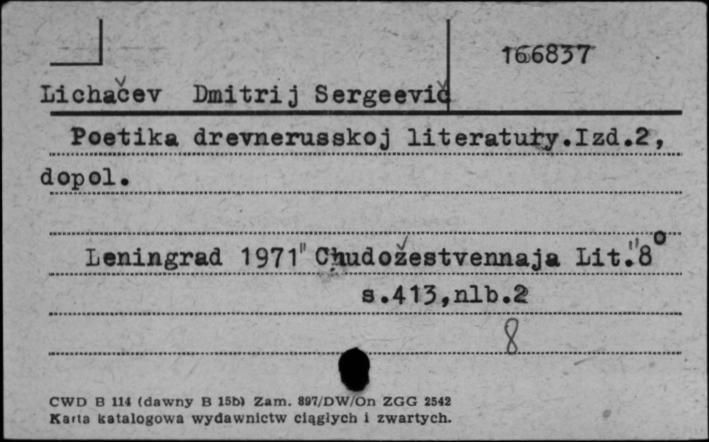 166837
Lichačev Dmitrij Sergeevič
Poetika drevnerusskoj literatury.Izd.2,
dopol.
Leningrad 1971 "Chudožestvennaja Lit." 8°
s.413,nlb.2
8
CWD B 114 (dawny B 15b) Zam. 897/DW/On ZGG 2542
Karta katalogowa wydawnictw ciągłych i zwartych.